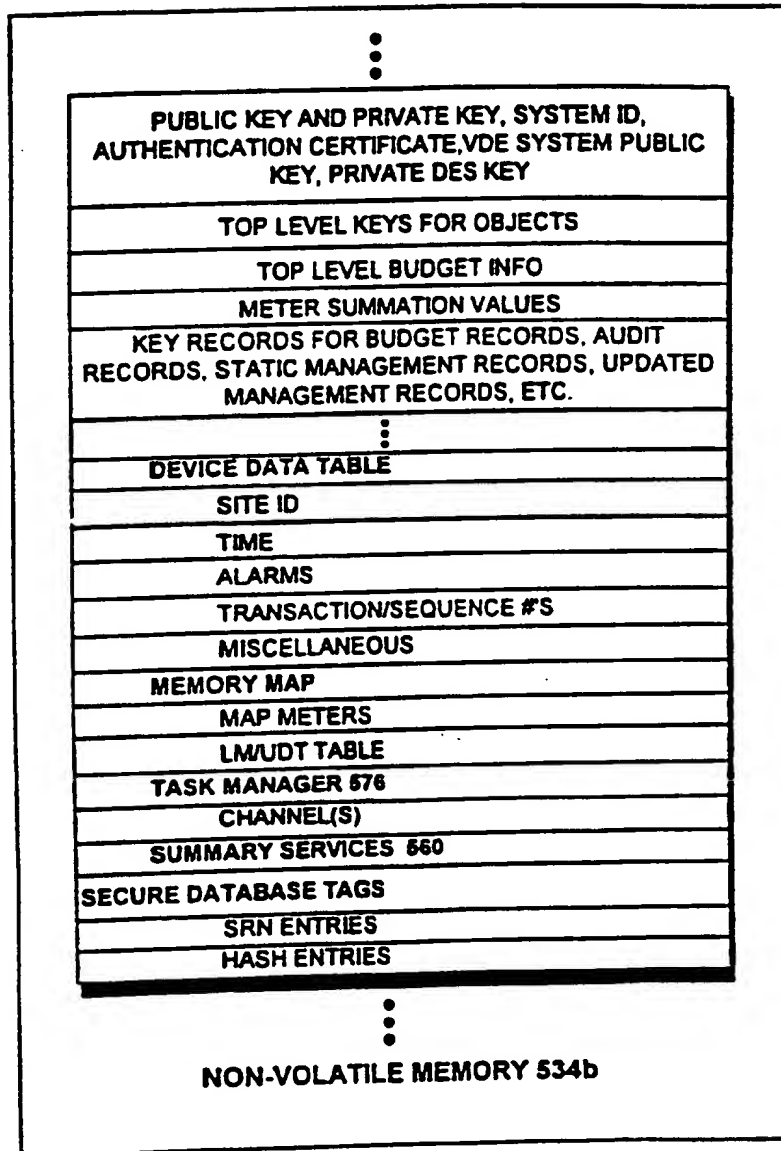 PUBLIC KEY AND PRIVATE KEY, SYSTEM ID,
AUTHENTICATION CERTIFICATE,VDE SYSTEM PUBLIC
KEY, PRIVATE DES KEY
TOP LEVEL KEYS FOR OBJECTS
TOP LEVEL BUDGET INFO
METER SUMMATION VALUES
KEY RECORDS FOR BUDGET RECORDS, AUDIT
RECORDS, STATIC MANAGEMENT RECORDS, UPDATED
MANAGEMENT RECORDS, ETC.
DEVICE DATA TABLE
SITE ID
TIME
ALARMS
TRANSACTION/SEQUENCE #'S
MISCELLANEOUS
MEMORY MAP
MAP METERS
LM/UDT TABLE
TASK MANAGER 576
CHANNEL(S)
SUMMARY SERVICES 560
SECURE DATABASE TAGS
SRN ENTRIES
HASH ENTRIES
NON-VOLATILE MEMORY 534b